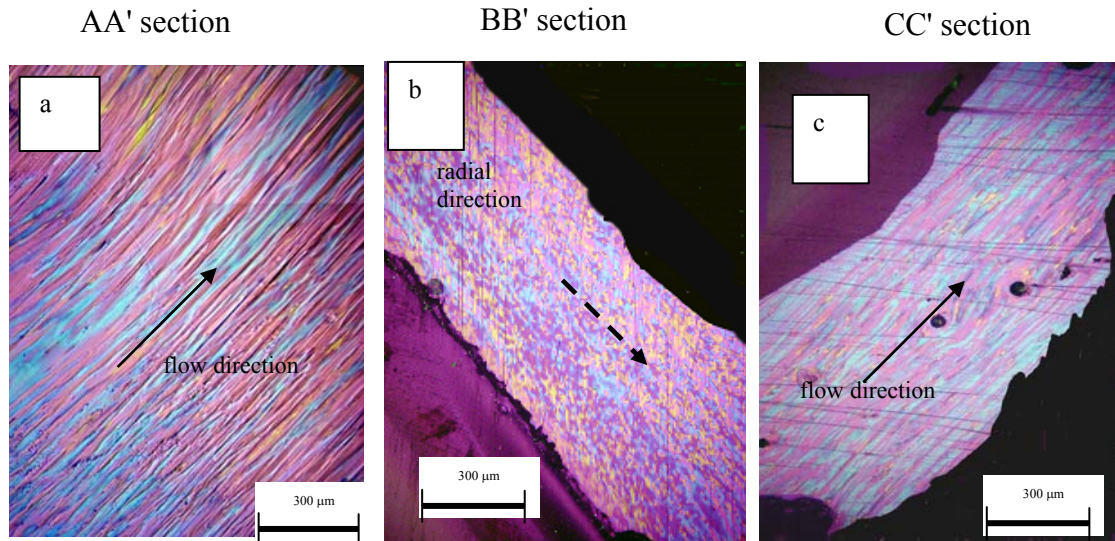 AA' section
BB' section
CC' section
a
b
c
radial
direction
flow direction
flow direction
300 μm
300 μm
300 μm